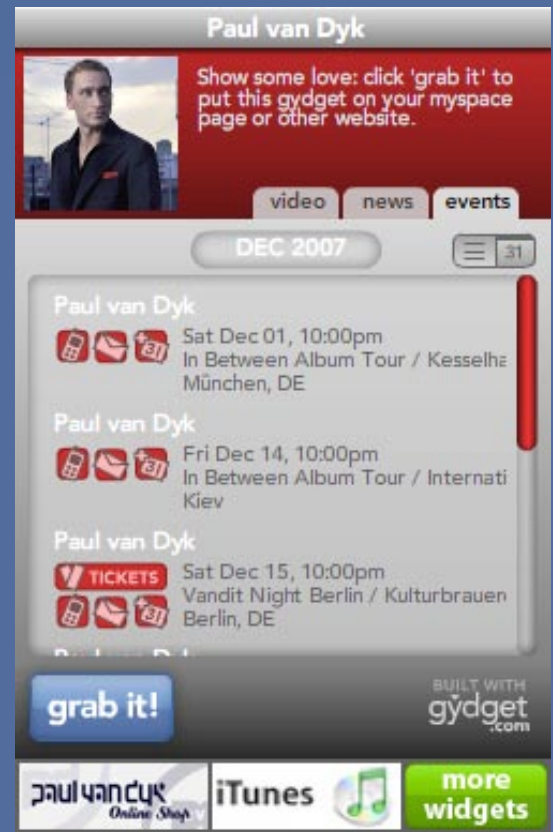 Paul van Dyk
Show some love: click 'grab it' to
put this gydget on your myspace
page or other website.
video news events
DEC 2007
31
Paul van Dyk
31
Sat Dec 01, 10:00pm
In Between Album Tour / Kesselha
München, DE
Paul van Dyk
31
Fri Dec 14, 10:00pm
In Between Album Tour / Internati
Kiev
Paul van Dyk
TICKETS
31
Sat Dec 15, 10:00pm
Vandit Night Berlin / Kulturbrauer
Berlin, DE
grab it!
BUILT WITH
gydget
.com
paul van dyk
Online Shop
iTunes
more
widgets